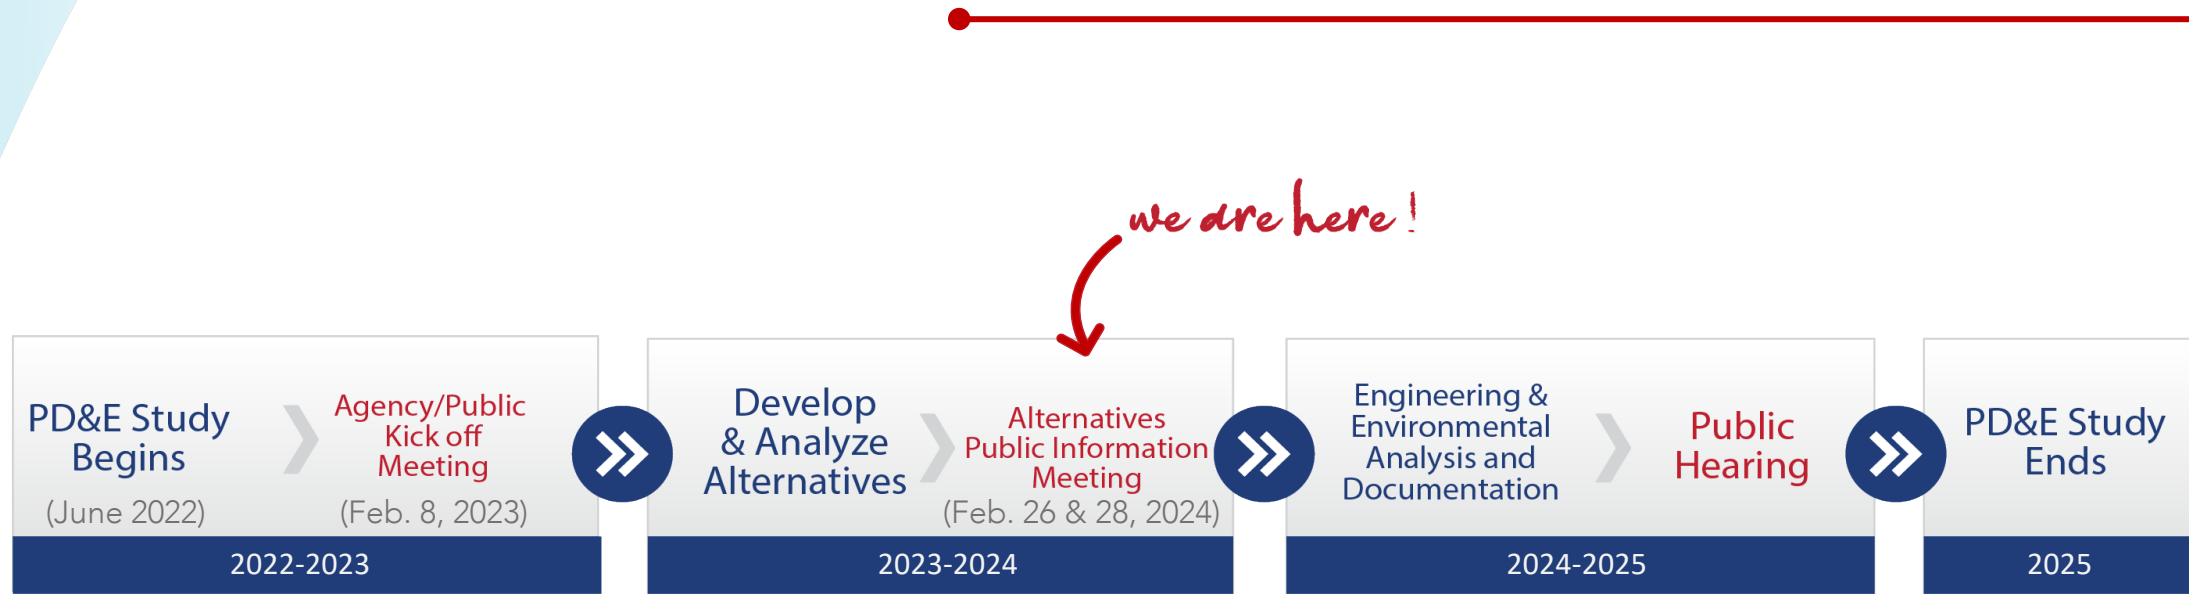 we are here !
PD&E Study
Begins
(June 2022)
Agency/Public
Kick off
Meeting
(Feb. 8, 2023)
2022-2023
Develop
& Analyze
Alternatives
Alternatives
Public Information
Meeting
(Feb. 26 & 28, 2024)
2023-2024
Engineering &
Environmental
Analysis and
Documentation
Public
Hearing
2024-2025
PD&E Study
Ends
2025